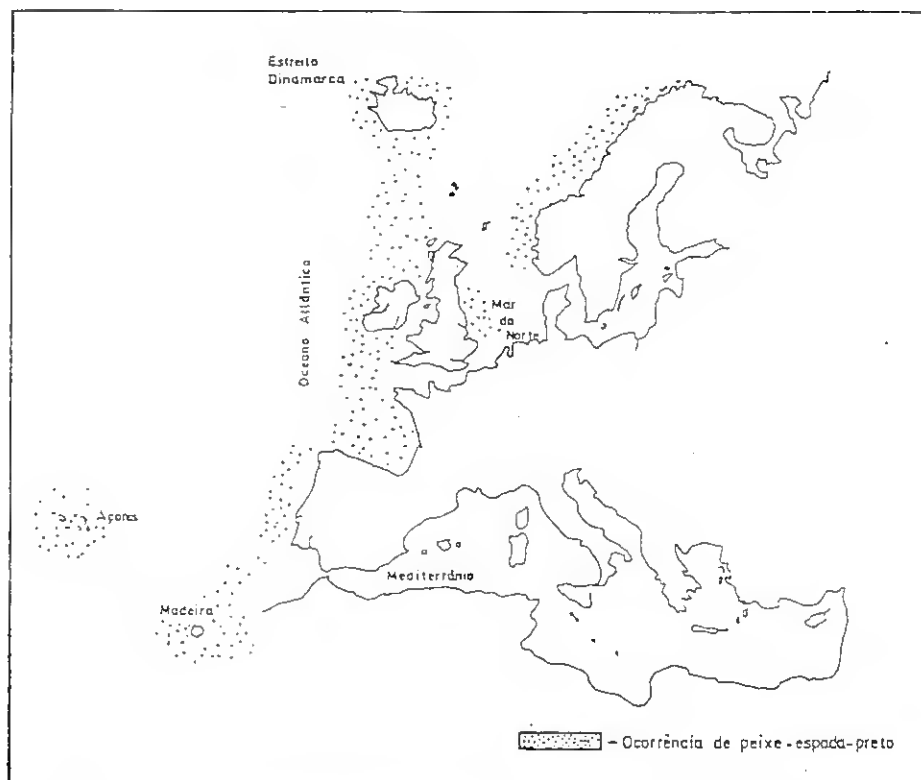 Estreito
Dinamarca
Oceano Atlântico
Mar
do
Norte
Açores
Mediterrânio
Madeira
- Ocorrência de peixe-espada-preto